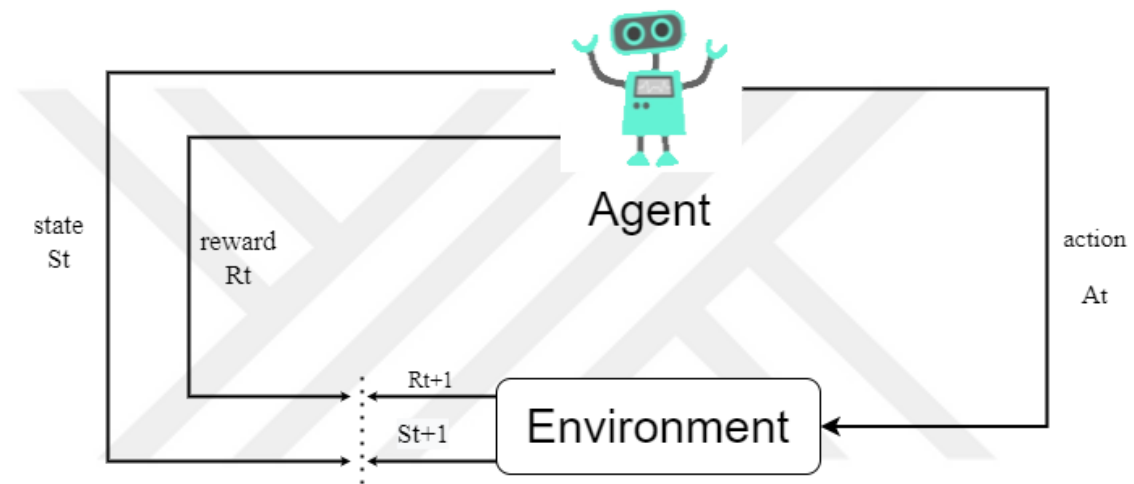 Agent
state
St
reward
Rt
action
At
Rt+1
St+1
Environment